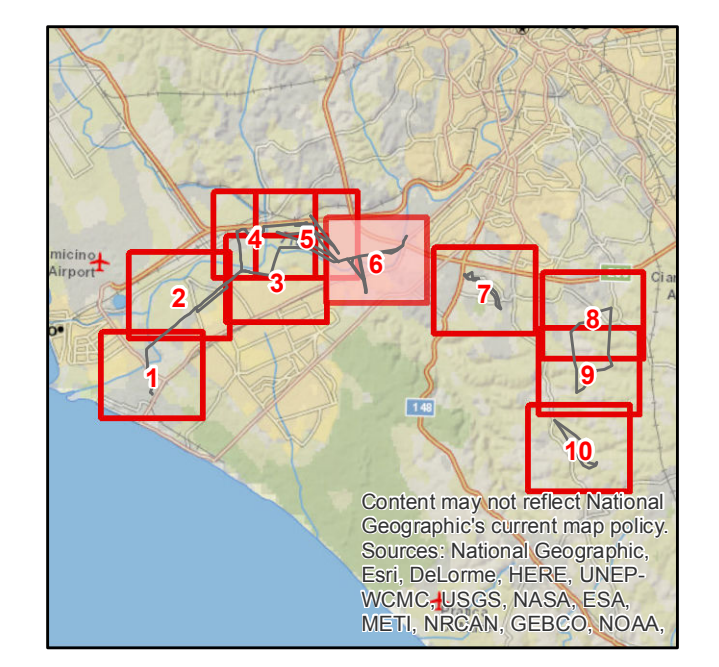 4
5
6
micino
Airport
3
2
7
Cian
A
8
o
1
9
148
10
Content may not reflect National
Geographic's current map policy.
Sources: National Geographic,
Esri, DeLorme, HERE, UNEP-
WCMC, USGS, NASA, ESA,
METI, NRCAN, GEBCO, NOAA,